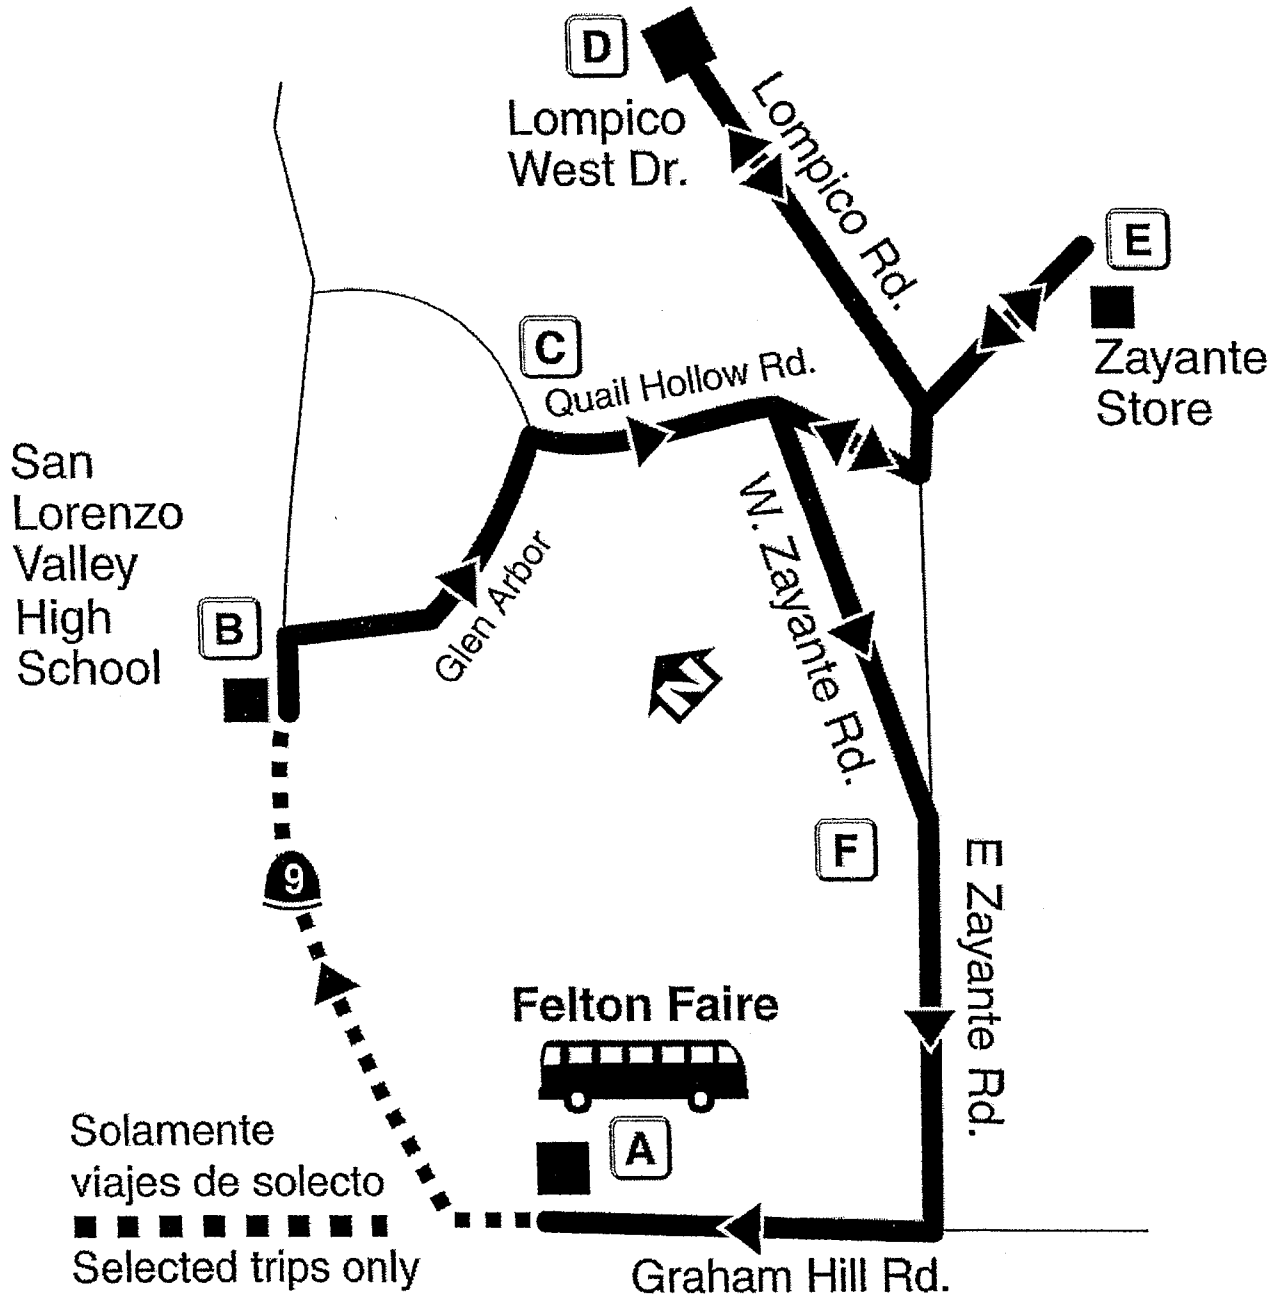 D
Lompico
West Dr.
Lompico Rd.
E
Zayante
Store
C
Quail Hollow Rd.
San
Lorenzo
Valley
High
School
B
Glen Arbor
W. Zayante Rd.
N
F
E Zayante Rd.
9
Felton Faire
A
Solamente
viajes de solecto
Selected trips only
Graham Hill Rd.